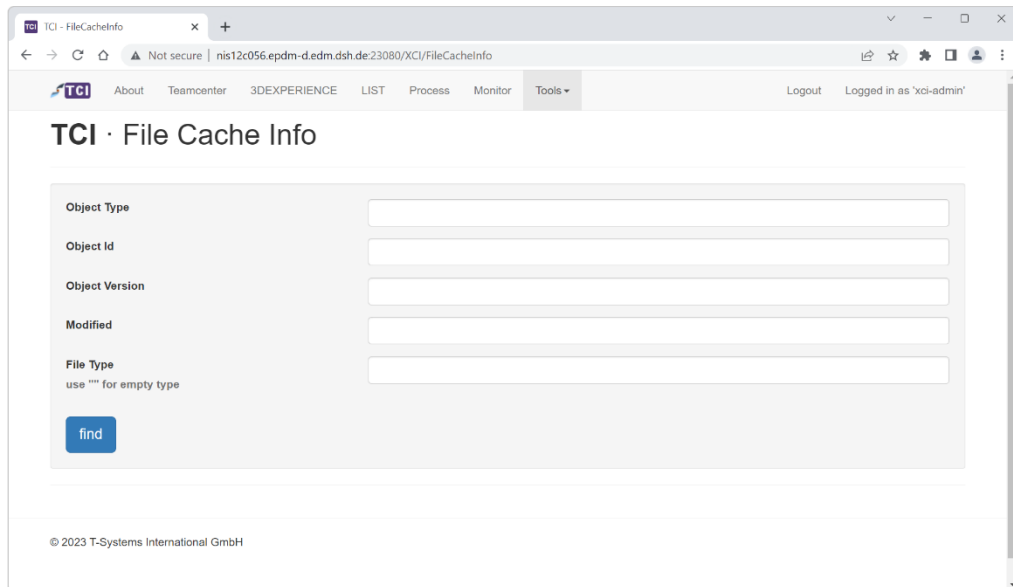 TCI TCI - FileCacheInfo
Not secure | nis12c056.epdm-d.edm.dsh.de:23080/XCI/FileCacheInfo
TCI About Teamcenter 3DEXPERIENCE LIST Process Monitor Tools Logout Logged in as 'xci-admin'
TCI · File Cache Info
Object Type
Object Id
Object Version
Modified
File Type
use "" for empty type
find
© 2023 T-Systems International GmbH